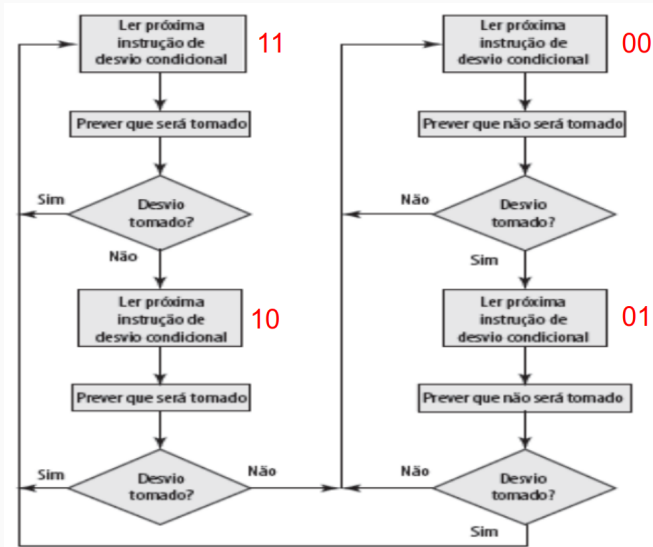 Ler próxima
instrução de
desvio condicional
11
Prever que será tomado
Sim
Desvio
tomado?
Não
Ler próxima
instrução de
desvio condicional
10
Prever que será tomado
Sim
Desvio
tomado?
Não
Ler próxima
instrução de
desvio condicional
00
Prever que não será tomado
Não
Desvio
tomado?
Sim
Ler próxima
instrução de
desvio condicional
01
Prever que não será tomado
Não
Desvio
tomado?
Sim